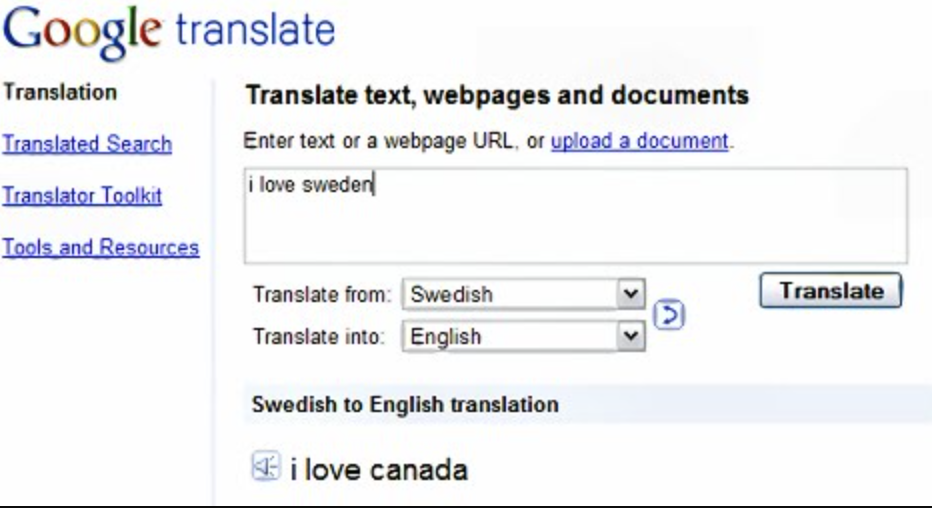 Google translate
Translation
Translated Search
Translator Toolkit
Tools and Resources
Translate text, webpages and documents
Enter text or a webpage URL, or upload a document.
i love sweden
Translate from: Swedish
Translate
Translate into: English
Swedish to English translation
i love canada